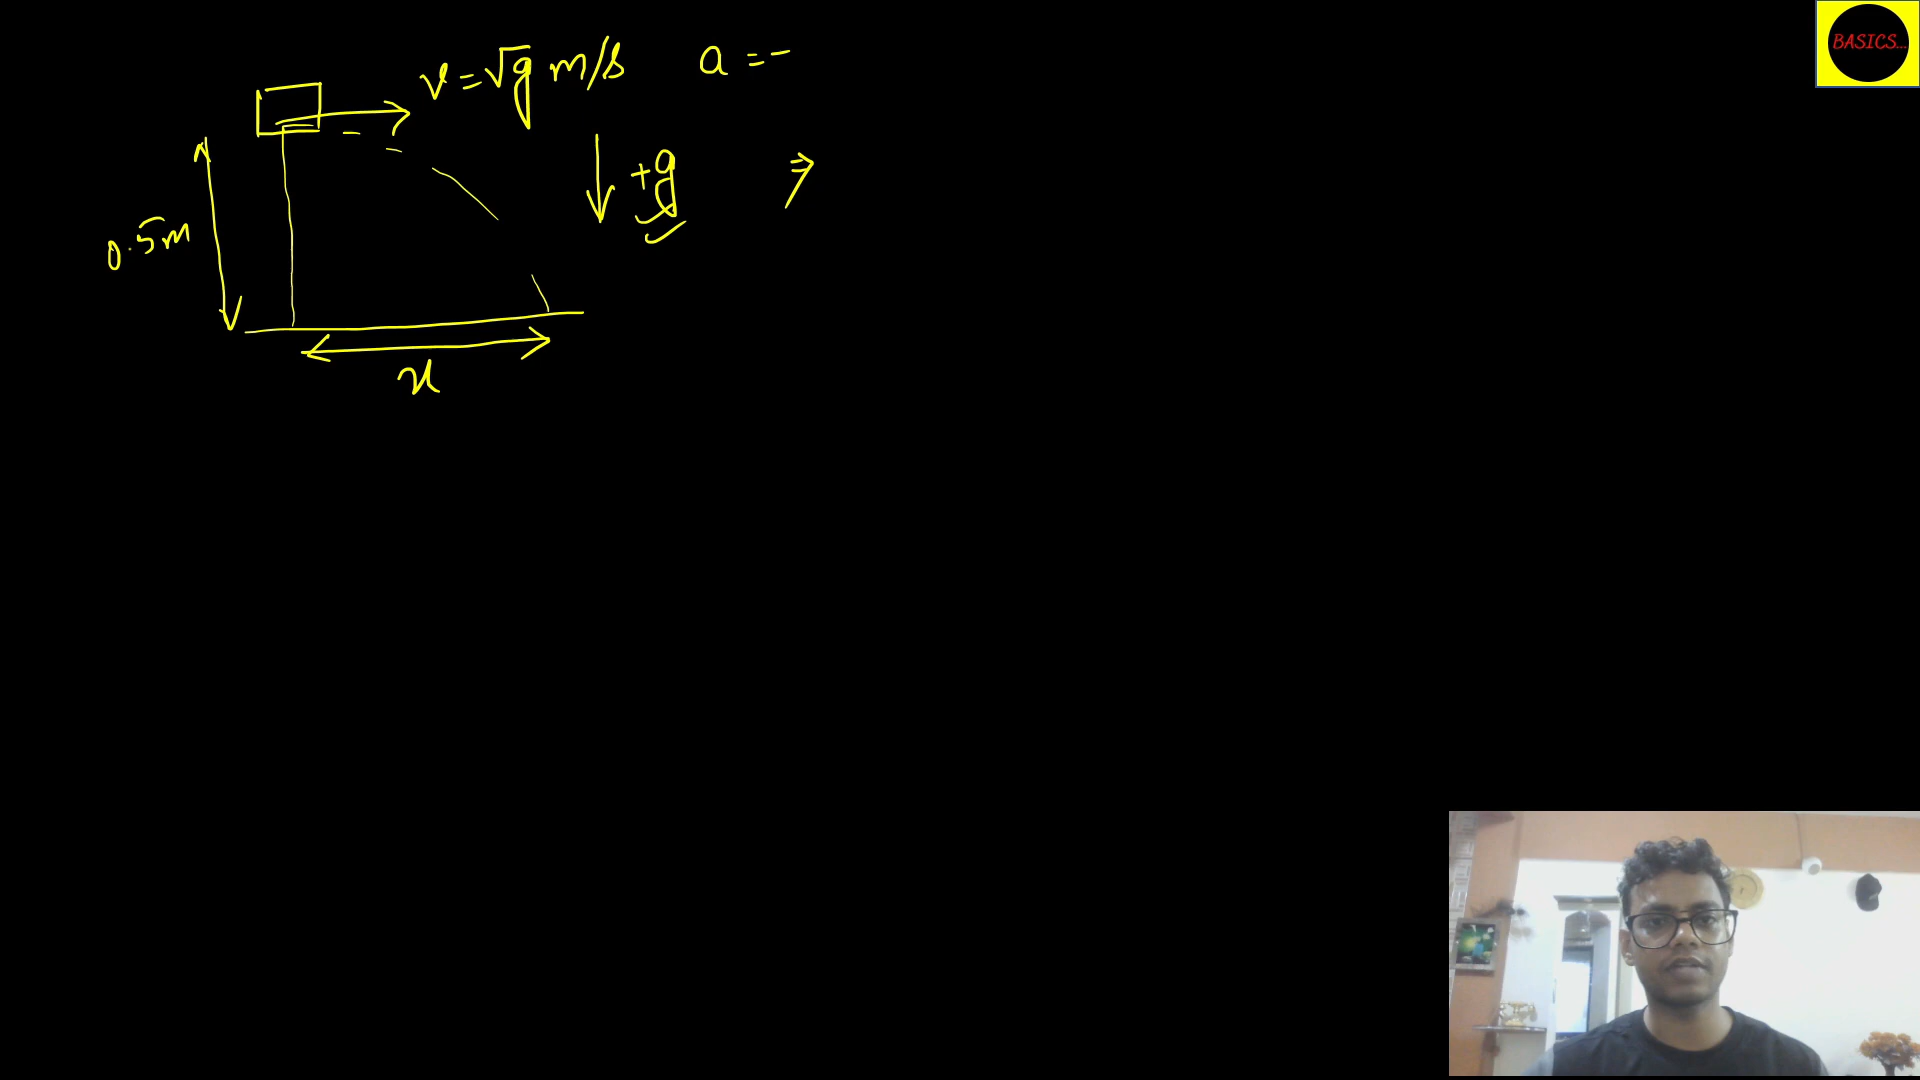 v = √g m/s a = -
+g ⇒
0.5m
x
BASICS...